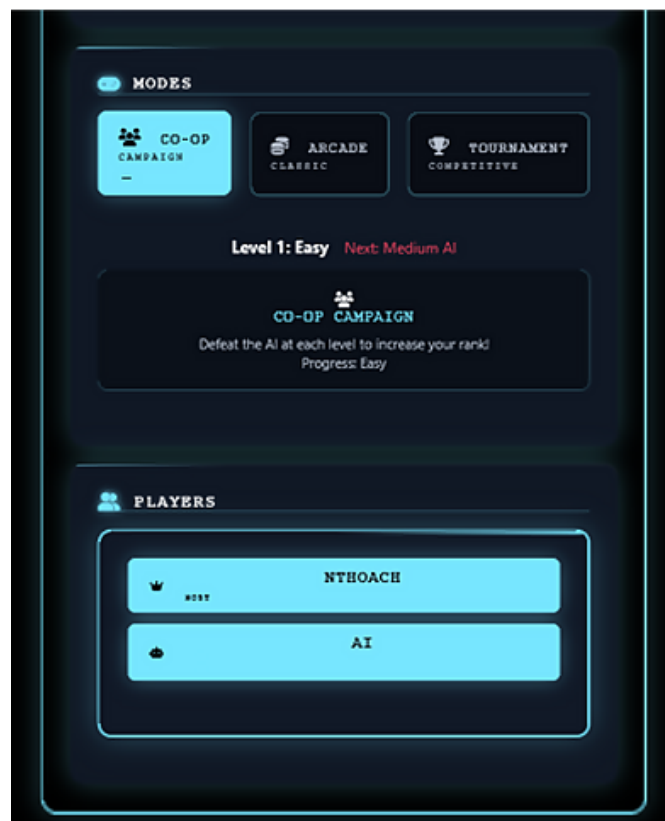 MODES
CO-OP
CAMPAIGN
ARCADE
CLASSIC
TOURNAMENT
COMPETITIVE
Level 1: Easy Next: Medium AI
CO-OP CAMPAIGN
Defeat the AI at each level to increase your rank!
Progress: Easy
PLAYERS
NTHOACH
HOST
AI